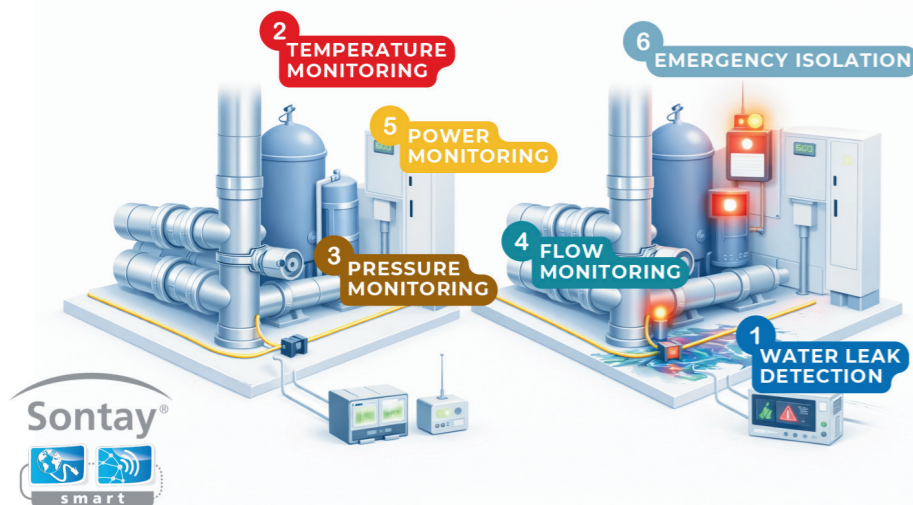 2
TEMPERATURE
MONITORING
6
EMERGENCY ISOLATION
5
POWER
MONITORING
3
PRESSURE
MONITORING
4
FLOW
MONITORING
1
WATER LEAK
DETECTION
Sontay®
smart